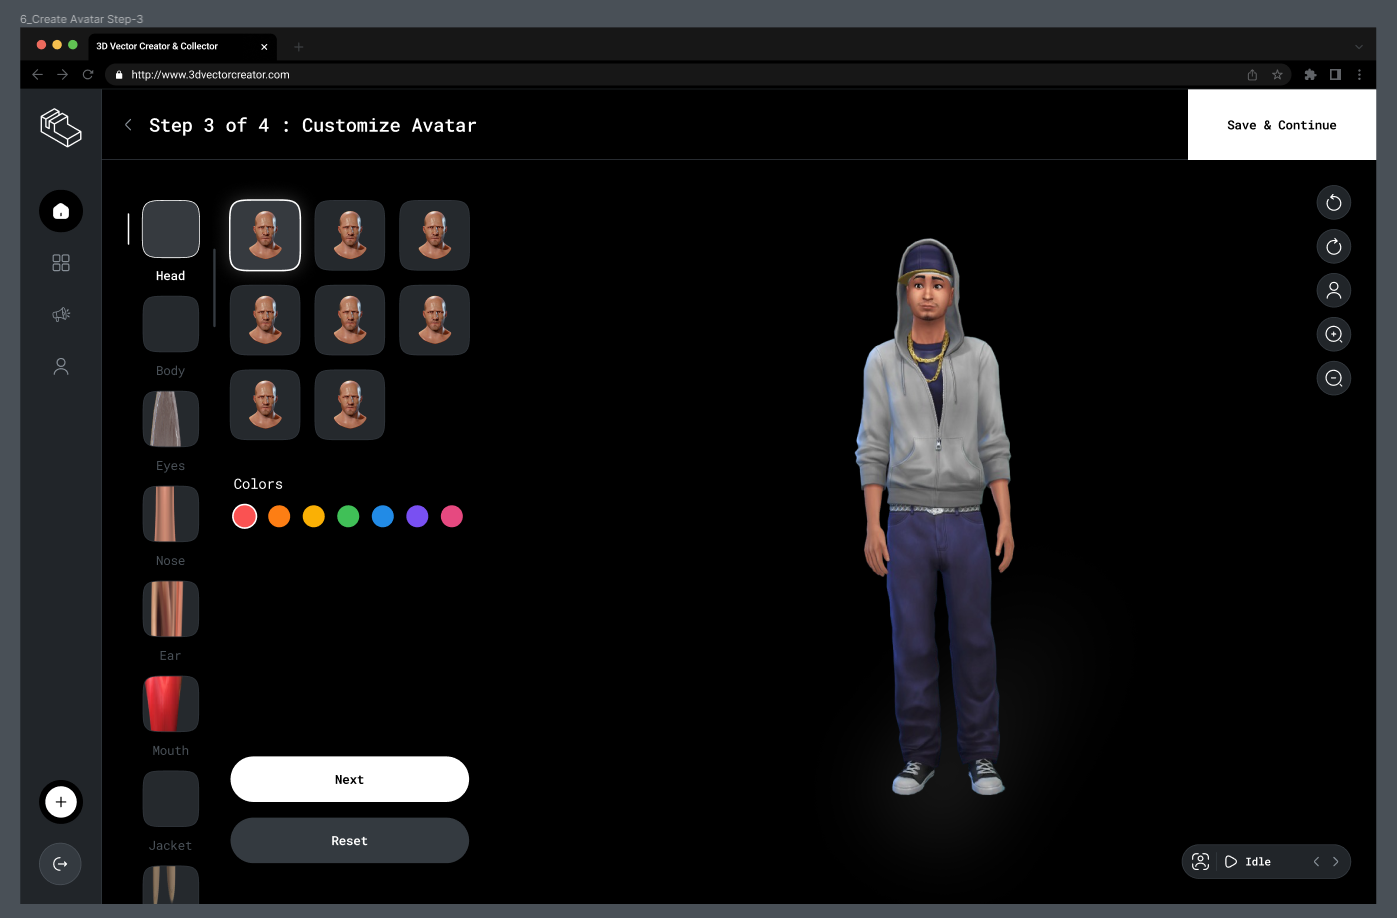 6_Create Avatar Step-3
3D Vector Creator & Collector
http://www.3dvectorcreator.com
Step 3 of 4 : Customize Avatar
Save & Continue
Head
Body
Eyes
Nose
Ear
Mouth
Jacket
Colors
Next
Reset
Idle